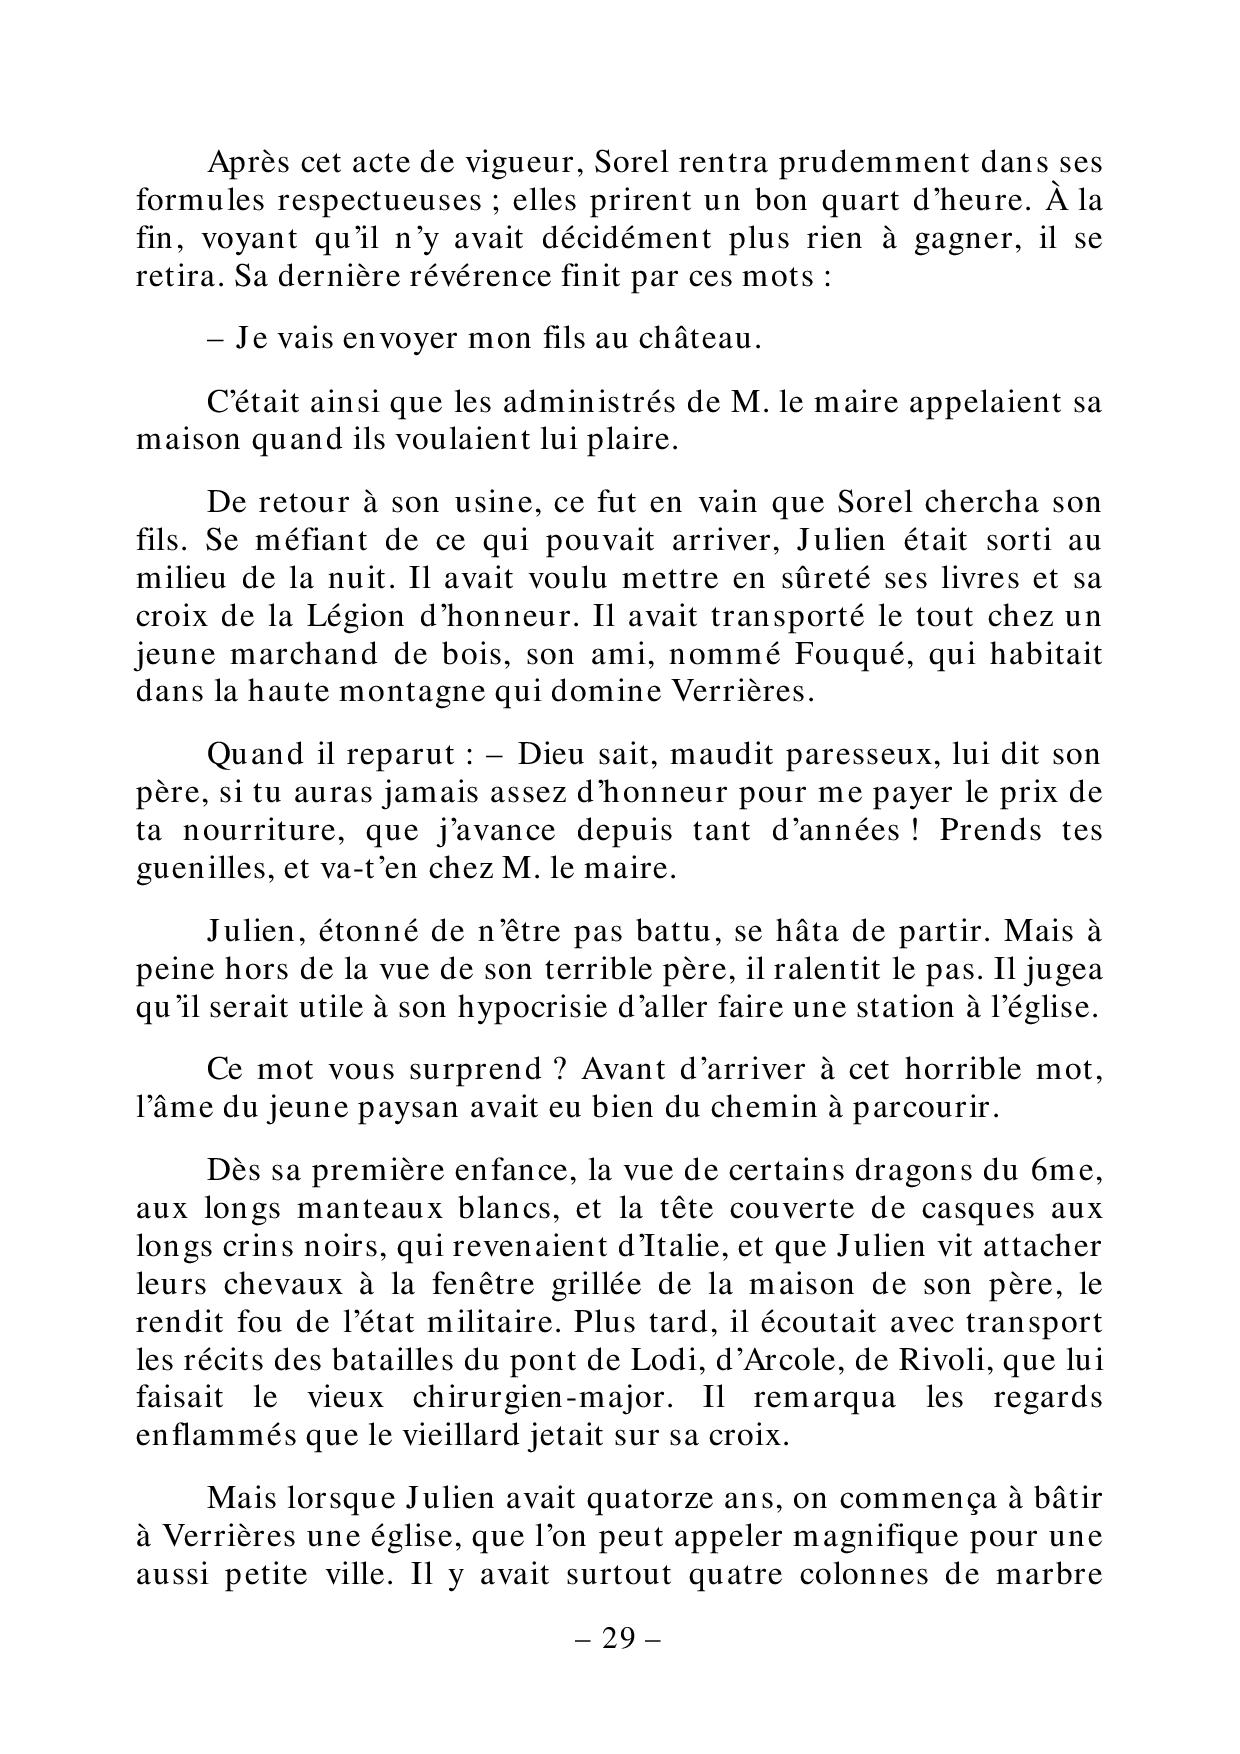 Après cet acte de vigueur, Sorel rentra prudemment dans ses
formules respectueuses ; elles prirent un bon quart d’heure. À la
fin, voyant qu’il n’y avait décidément plus rien à gagner, il se
retira. Sa dernière révérence finit par ces mots :
– Je vais envoyer mon fils au château.
C’était ainsi que les administrés de M. le maire appelaient sa
maison quand ils voulaient lui plaire.
De retour à son usine, ce fut en vain que Sorel chercha son
fils. Se méfiant de ce qui pouvait arriver, Julien était sorti au
milieu de la nuit. Il avait voulu mettre en sûreté ses livres et sa
croix de la Légion d’honneur. Il avait transporté le tout chez un
jeune marchand de bois, son ami, nommé Fouqué, qui habitait
dans la haute montagne qui domine Verrières.
Quand il reparut : – Dieu sait, maudit paresseux, lui dit son
père, si tu auras jamais assez d’honneur pour me payer le prix de
ta nourriture, que j’avance depuis tant d’années ! Prends tes
guenilles, et va-t’en chez M. le maire.
Julien, étonné de n’être pas battu, se hâta de partir. Mais à
peine hors de la vue de son terrible père, il ralentit le pas. Il jugea
qu’il serait utile à son hypocrisie d’aller faire une station à l’église.
Ce mot vous surprend ? Avant d’arriver à cet horrible mot,
l’âme du jeune paysan avait eu bien du chemin à parcourir.
Dès sa première enfance, la vue de certains dragons du 6me,
aux longs manteaux blancs, et la tête couverte de casques aux
longs crins noirs, qui revenaient d’Italie, et que Julien vit attacher
leurs chevaux à la fenêtre grillée de la maison de son père, le
rendit fou de l’état militaire. Plus tard, il écoutait avec transport
les récits des batailles du pont de Lodi, d’Arcole, de Rivoli, que lui
faisait le vieux chirurgien-major. Il remarqua les regards
enflammés que le vieillard jetait sur sa croix.
Mais lorsque Julien avait quatorze ans, on commença à bâtir
à Verrières une église, que l’on peut appeler magnifique pour une
aussi petite ville. Il y avait surtout quatre colonnes de marbre
– 29 –